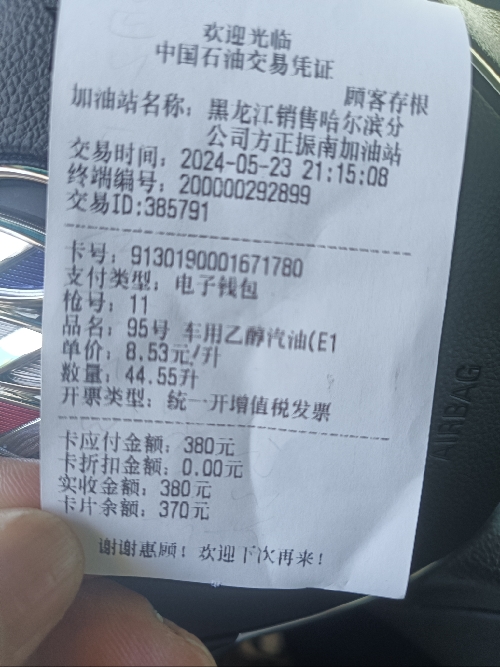 欢迎光临
中国石油交易凭证
顾客存根
加油站名称：黑龙江销售哈尔滨分
公司方正振南加油站
交易时间：2024-05-23 21:15:08
终端编号：200000292899
交易ID:385791
卡号：9130190001671780
支付类型：电子钱包
枪号：11
品名：95号 车用乙醇汽油(E1
单价：8.53元/升
数量：44.55升
开票类型：统一开增值税发票
卡应付金额：380元
卡折扣金额：0.00元
实收金额：380元
卡片余额：370元
谢谢惠顾！欢迎下次再来！
AIRBAG